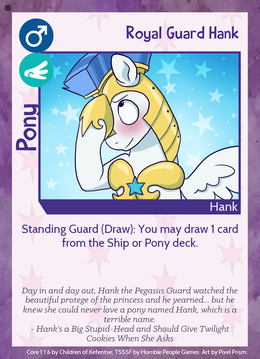 Royal Guard Hank
Pony
Hank
Standing Guard (Draw): You may draw 1 card
from the Ship or Pony deck.
Day in and day out, Hank the Pegasus Guard watched the
beautiful protege of the princess and he yearned... but he
knew she could never love a pony named Hank, which is a
terrible name.
- Hank's a Big Stupid-Head and Should Give Twilight
Cookies When She Asks
Core 1.1.6 by Children of Kefentse; TSSSF by Horrible People Games. Art by Pixel Prism.